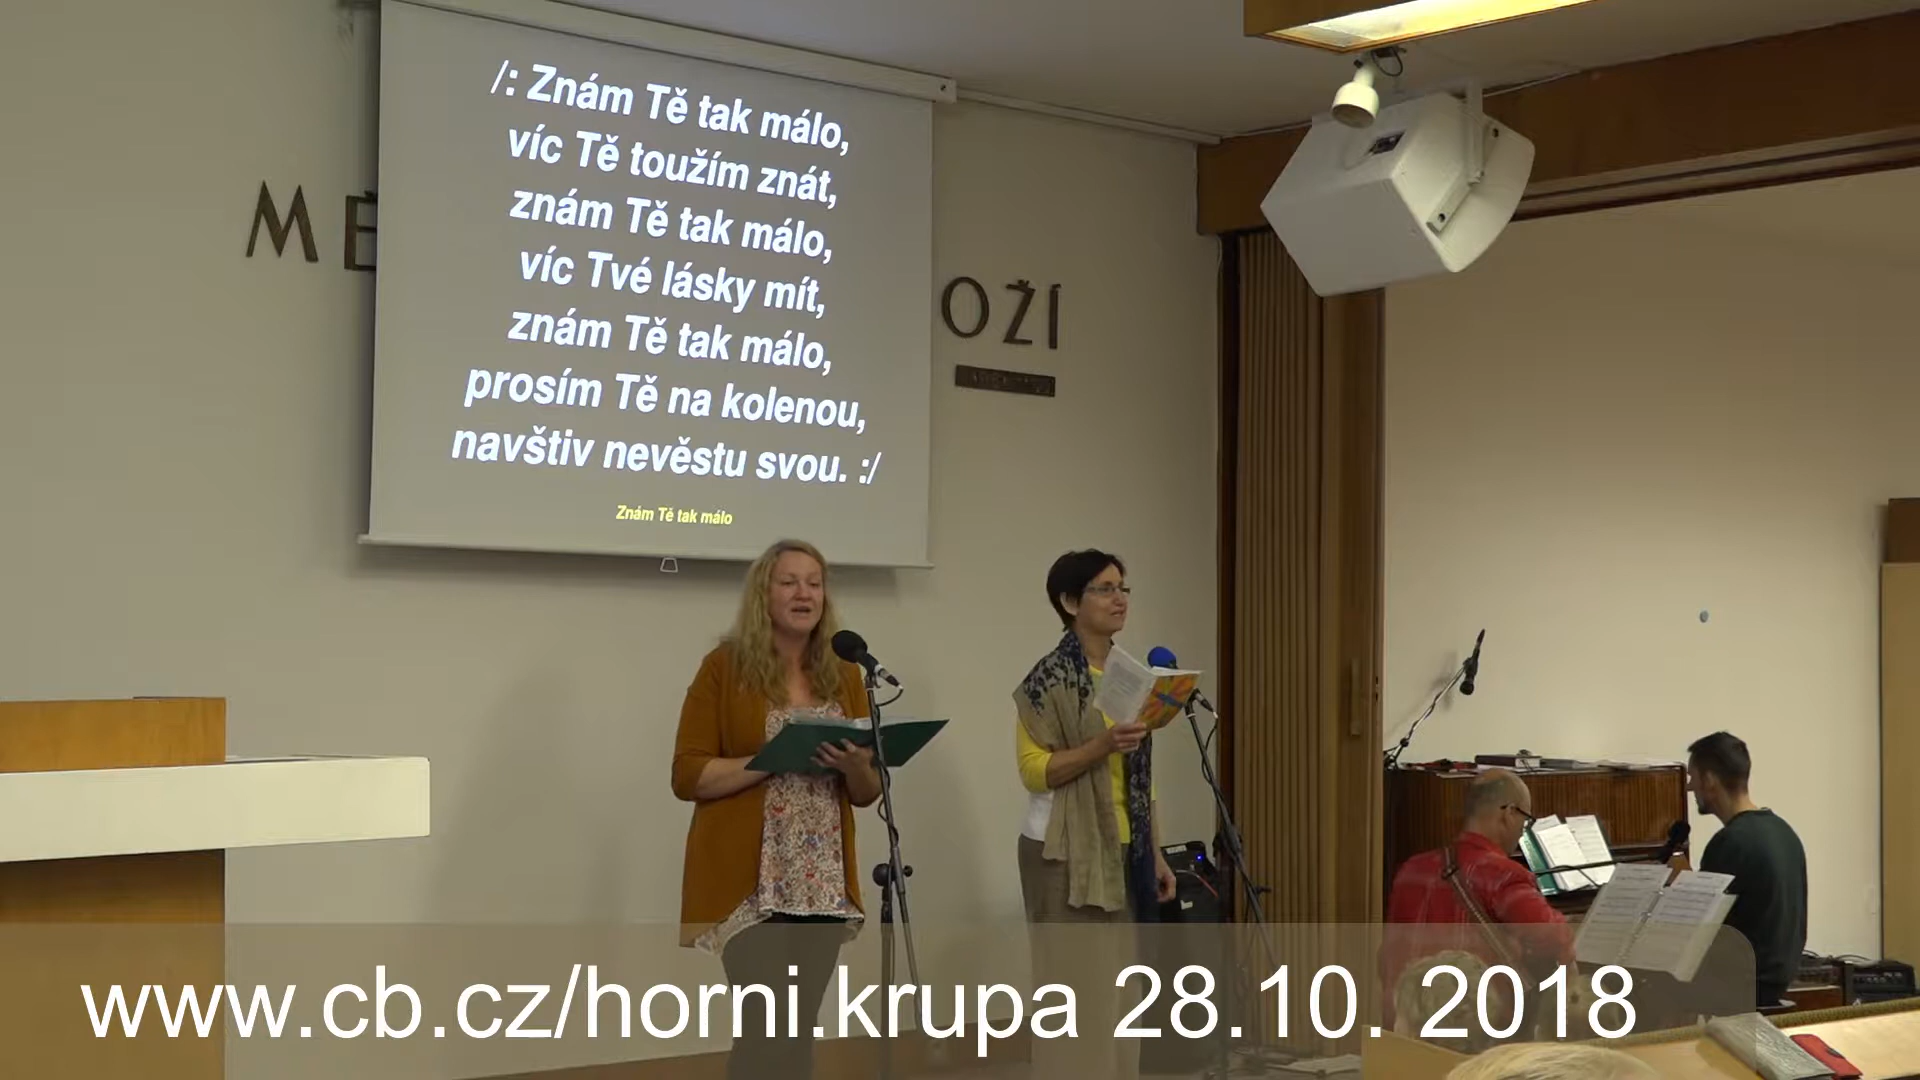 /: Znám Tě tak málo,
víc Tě toužím znát,
znám Tě tak málo,
víc Tvé lásky mít,
znám Tě tak málo,
prosím Tě na kolenou,
navštiv nevěstu svou. :/
Znám Tě tak málo
www.cb.cz/horni.krupa 28.10. 2018